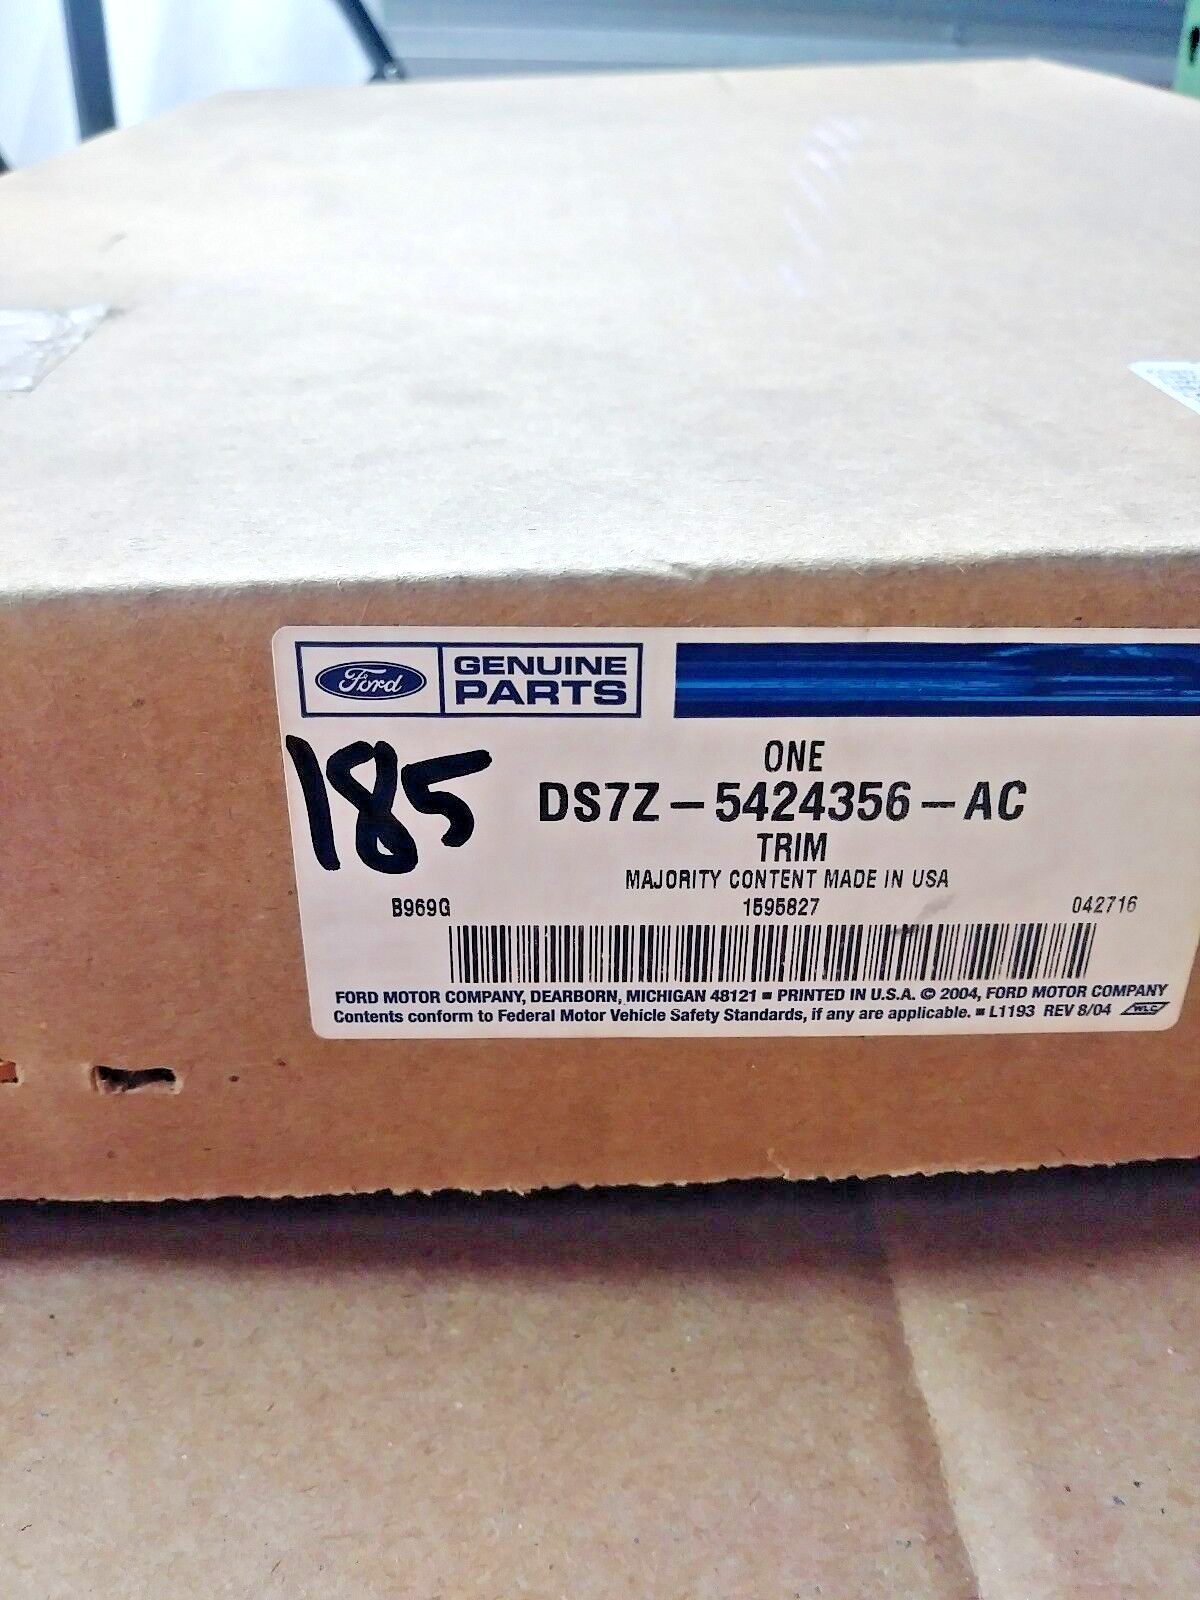 Ford
GENUINE
PARTS
185
ONE
DS7Z-5424356-AC
TRIM
MAJORITY CONTENT MADE IN USA
B969G 1595827 042716
FORD MOTOR COMPANY, DEARBORN, MICHIGAN 48121 ▪ PRINTED IN U.S.A. © 2004, FORD MOTOR COMPANY
Contents conform to Federal Motor Vehicle Safety Standards, if any are applicable. ▪ L1193 REV 8/04 WLC